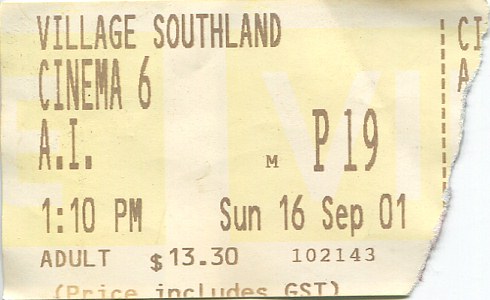 VILLAGE SOUTHLAND
CINEMA 6
A.I.
M P19
1:10 PM Sun 16 Sep 01
ADULT $13.30 102143
(Price includes GST)
CI
A